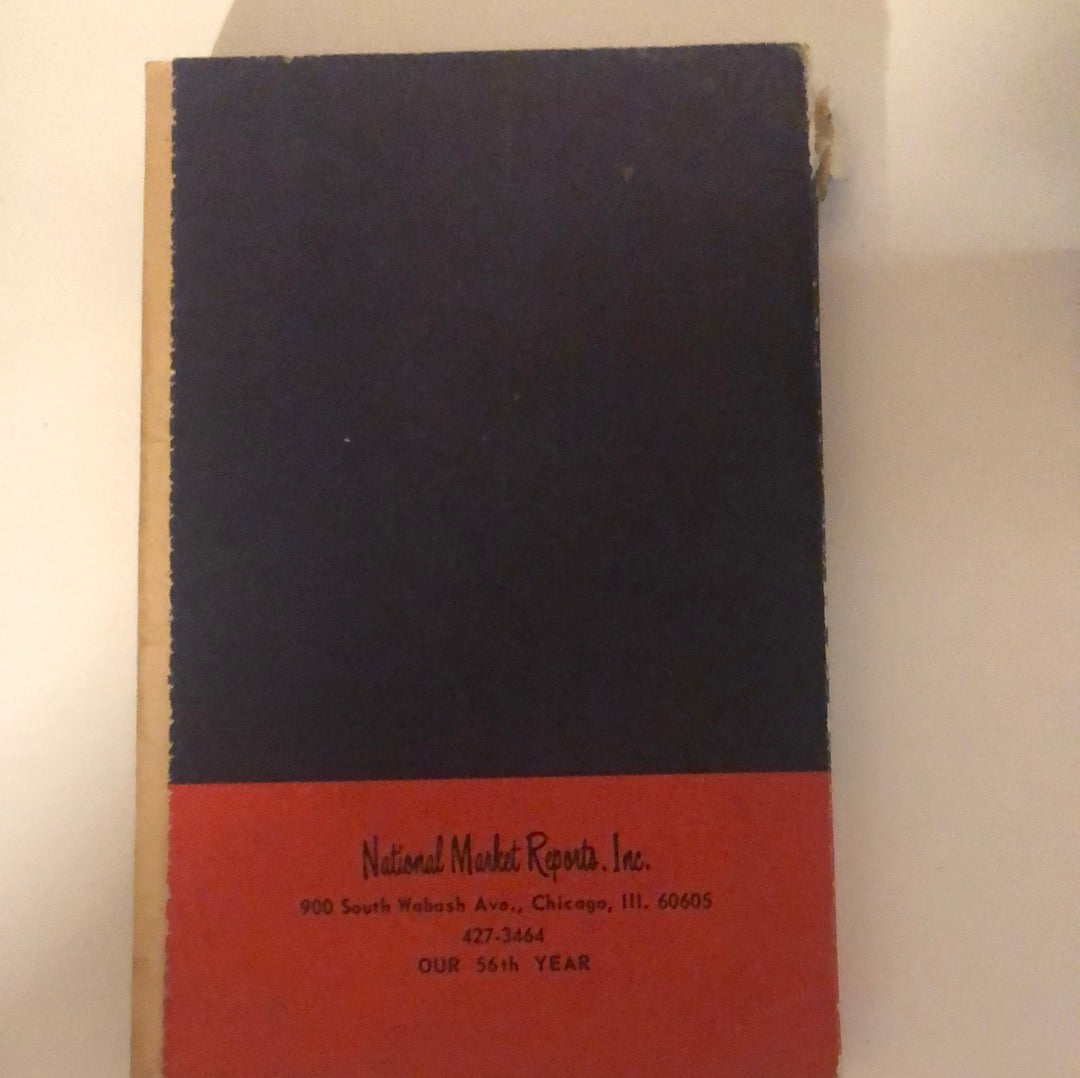 National Market Reports, Inc.
900 South Wabash Ave., Chicago, Ill. 60605
427-3464
OUR 56th YEAR